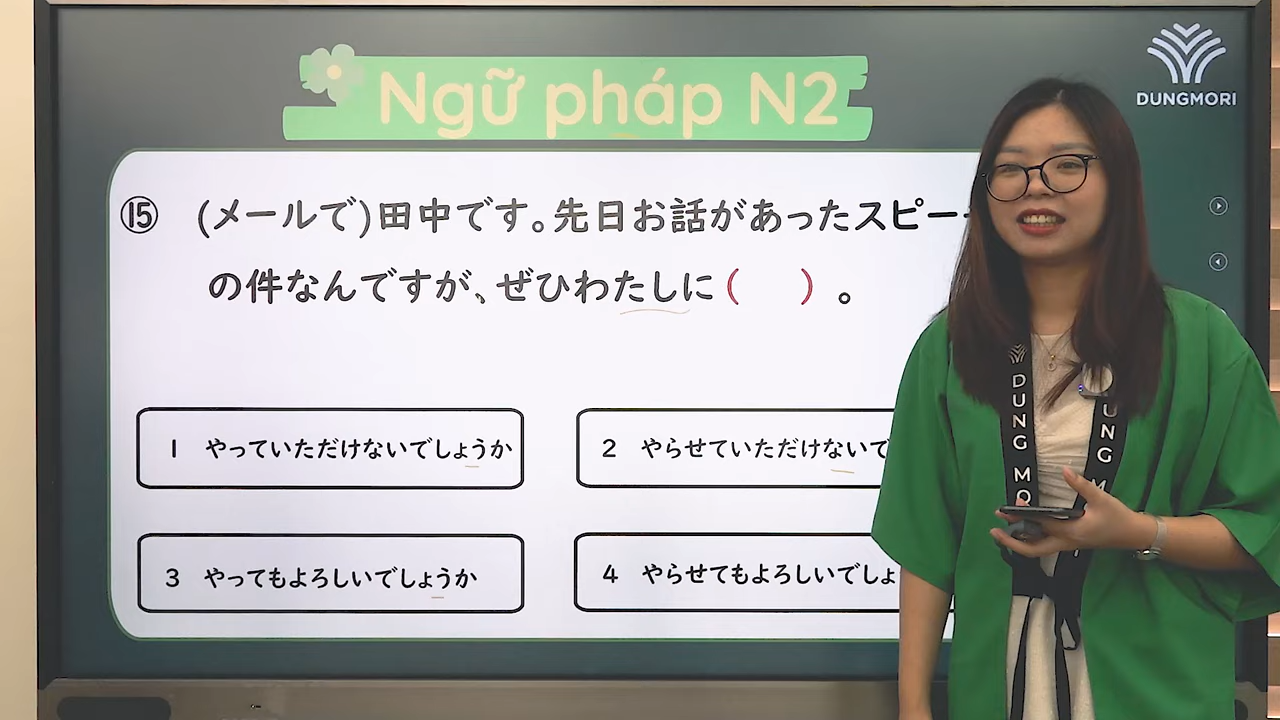 Ngữ pháp N2
DUNGMORI
⑮ (メールで)田中です。先日お話があったスピー
の件なんですが、ぜひわたしに( )。
1 やっていただけないでしょうか
2 やらせていただけないで
3 やってもよろしいでしょうか
4 やらせてもよろしいでしょ
DUNG MO
UNG M